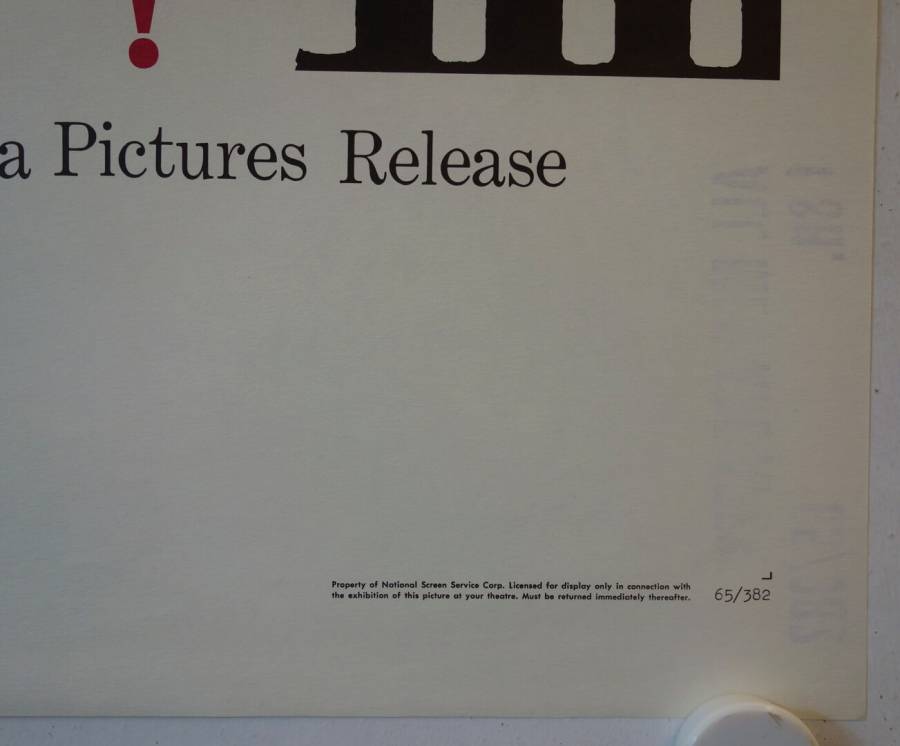 !
a Pictures Release
Property of National Screen Service Corp. Licensed for display only in connection with
the exhibition of this picture at your theatre. Must be returned immediately thereafter.
65/382